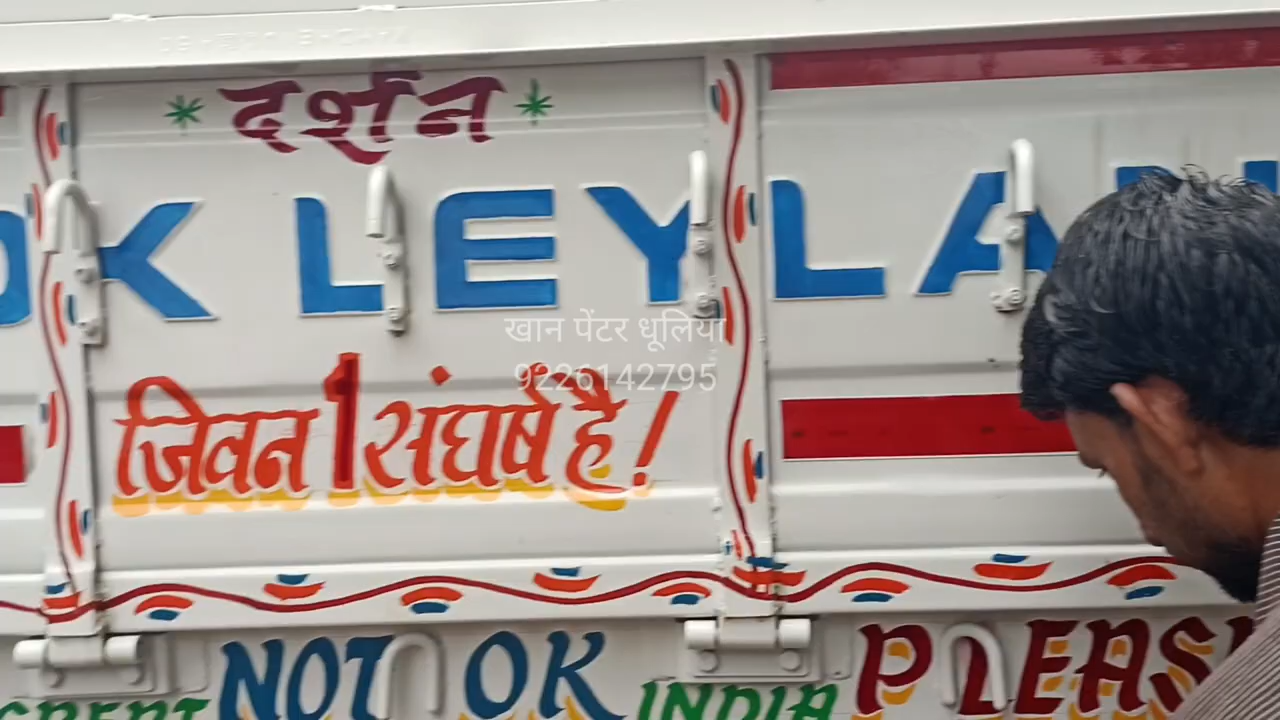 दर्शन
K LEYLA
खान पेंटर धूलिया
9226142795
जिवन 1 संघर्ष है!
NOT OK PLEAS
INDIA